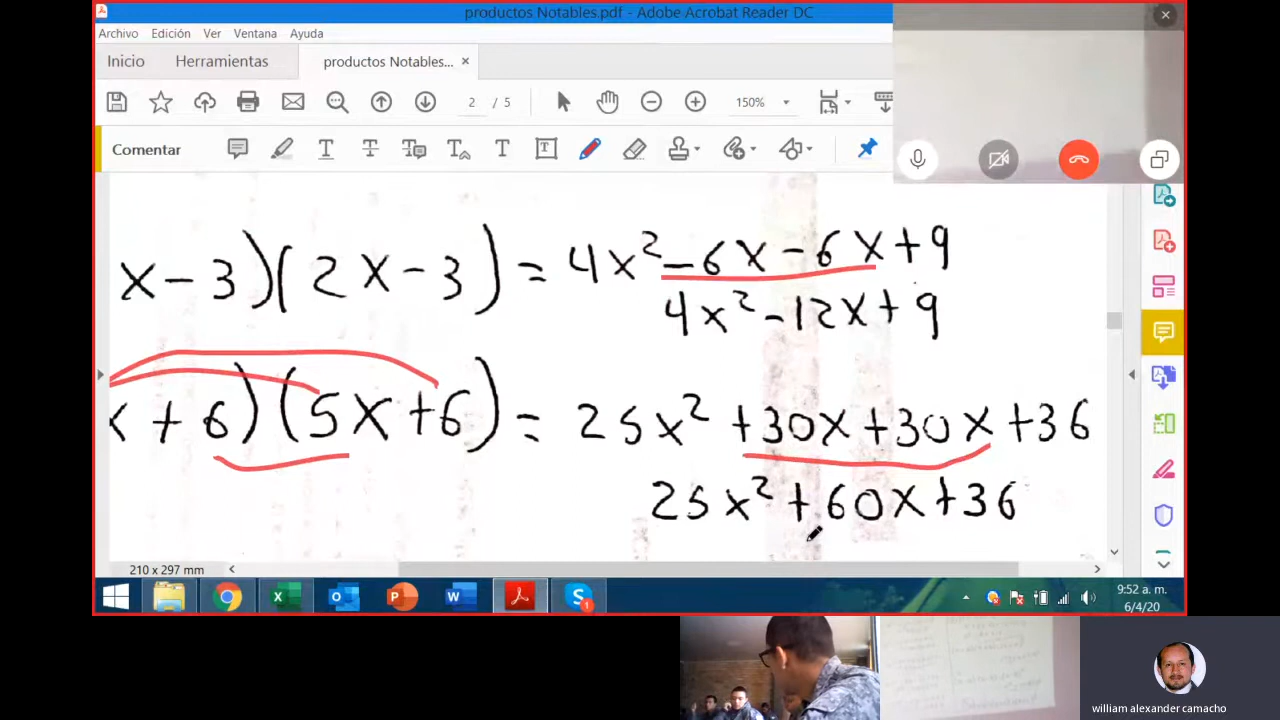 productos Notables.pdf - Adobe Acrobat Reader DC
Archivo Edición Ver Ventana Ayuda
Inicio Herramientas productos Notables... ×
2 / 5 150%
Comentar
x-3)(2x-3) = 4x²-6x-6x+9
4x²-12x+9
x+6)(5x+6) = 25x²+30x+30x+36
25x²+60x+36
210 x 297 mm
9:52 a. m.
6/4/20
william alexander camacho